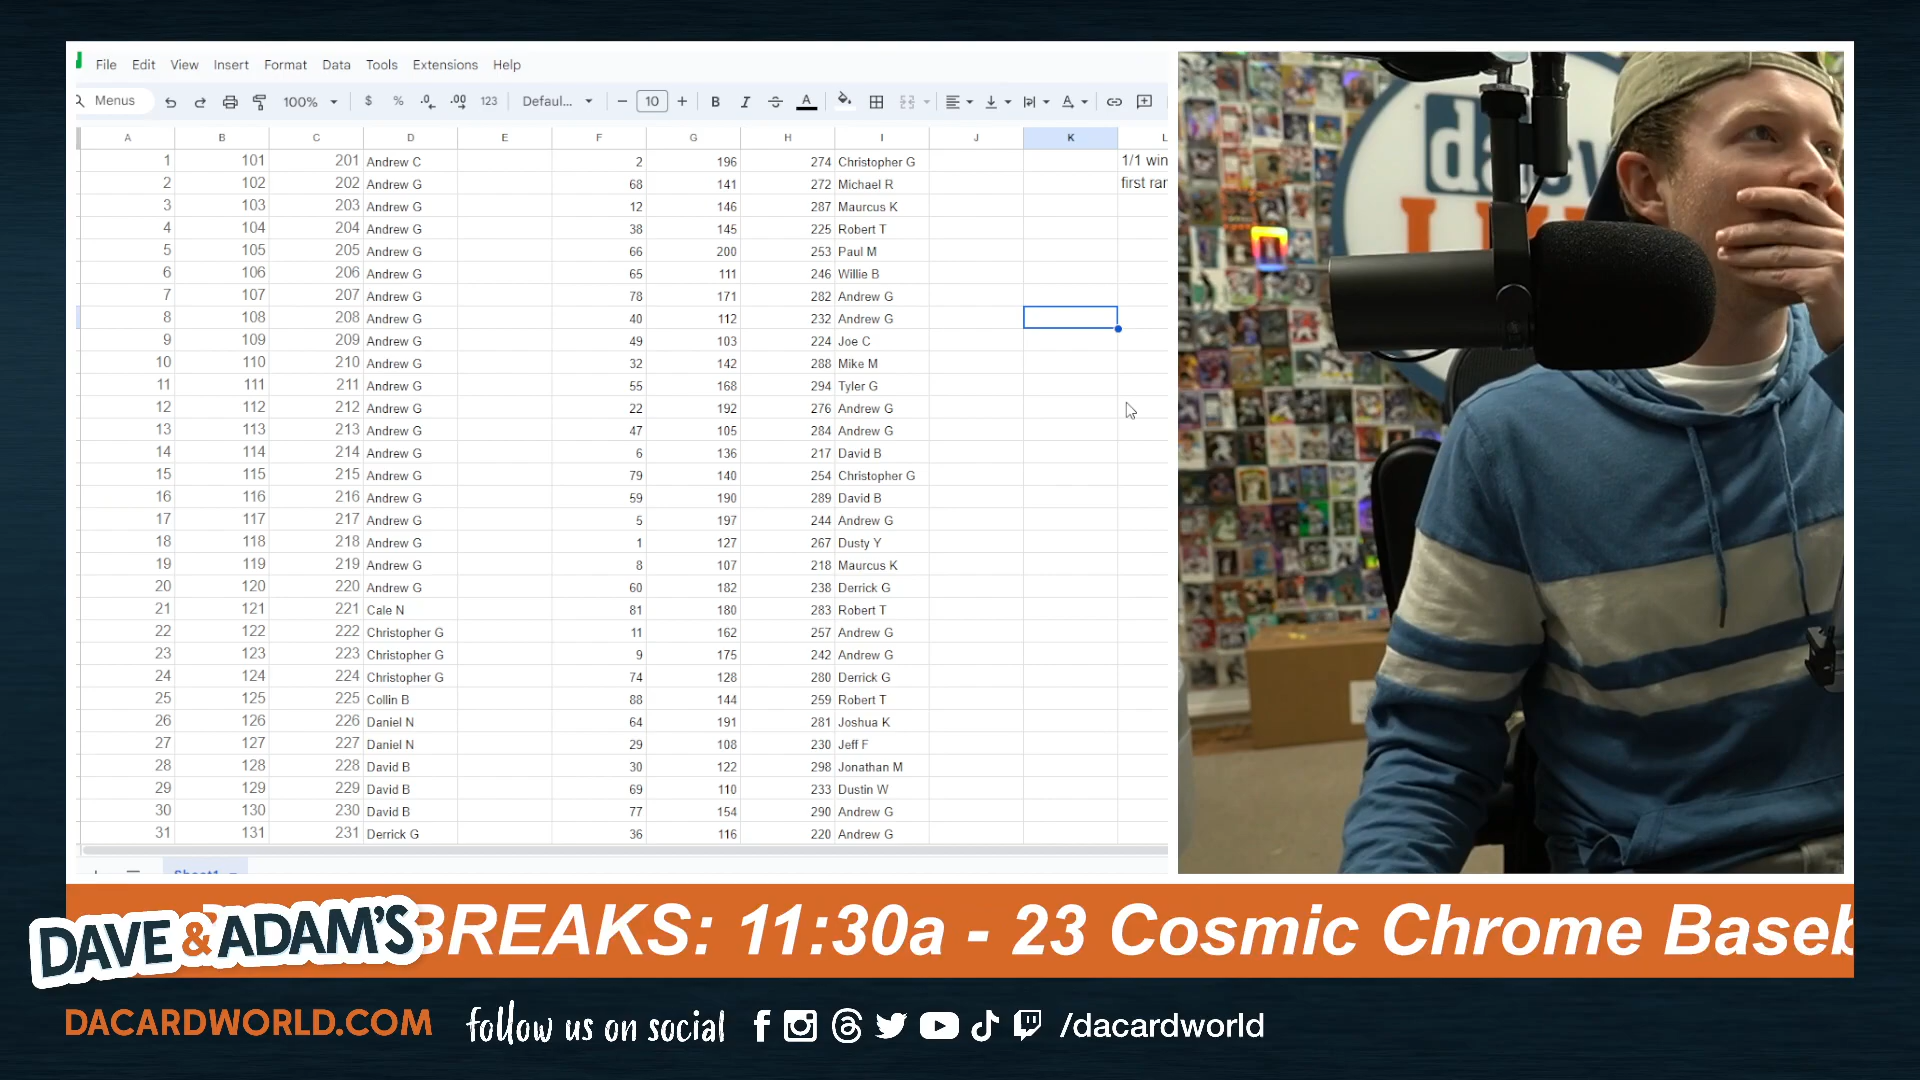 File Edit View Insert Format Data Tools Extensions Help
Menus 100% $ % .0 .00 123 Defaul... − 10 + B I A
A B C D E F G H I J K L
1 101 201 Andrew C 2 196 274 Christopher G 1/1 win
2 102 202 Andrew G 68 141 272 Michael R first ran
3 103 203 Andrew G 12 146 287 Maurcus K
4 104 204 Andrew G 38 145 225 Robert T
5 105 205 Andrew G 66 200 253 Paul M
6 106 206 Andrew G 65 111 246 Willie B
7 107 207 Andrew G 78 171 282 Andrew G
8 108 208 Andrew G 40 112 232 Andrew G
9 109 209 Andrew G 49 103 224 Joe C
10 110 210 Andrew G 32 142 288 Mike M
11 111 211 Andrew G 55 168 294 Tyler G
12 112 212 Andrew G 22 192 276 Andrew G
13 113 213 Andrew G 47 105 284 Andrew G
14 114 214 Andrew G 6 136 217 David B
15 115 215 Andrew G 79 140 254 Christopher G
16 116 216 Andrew G 59 190 289 David B
17 117 217 Andrew G 5 197 244 Andrew G
18 118 218 Andrew G 1 127 267 Dusty Y
19 119 219 Andrew G 8 107 218 Maurcus K
20 120 220 Andrew G 60 182 238 Derrick G
21 121 221 Cale N 81 180 283 Robert T
22 122 222 Christopher G 11 162 257 Andrew G
23 123 223 Christopher G 9 175 242 Andrew G
24 124 224 Christopher G 74 128 280 Derrick G
25 125 225 Collin B 88 144 259 Robert T
26 126 226 Daniel N 64 191 281 Joshua K
27 127 227 Daniel N 29 108 230 Jeff F
28 128 228 David B 30 122 298 Jonathan M
29 129 229 David B 69 110 233 Dustin W
30 130 230 David B 77 154 290 Andrew G
31 131 231 Derrick G 36 116 220 Andrew G
Sheet1
DAVE & ADAM'S
BREAKS: 11:30a - 23 Cosmic Chrome Baseb
DACARDWORLD.COM follow us on social /dacardworld